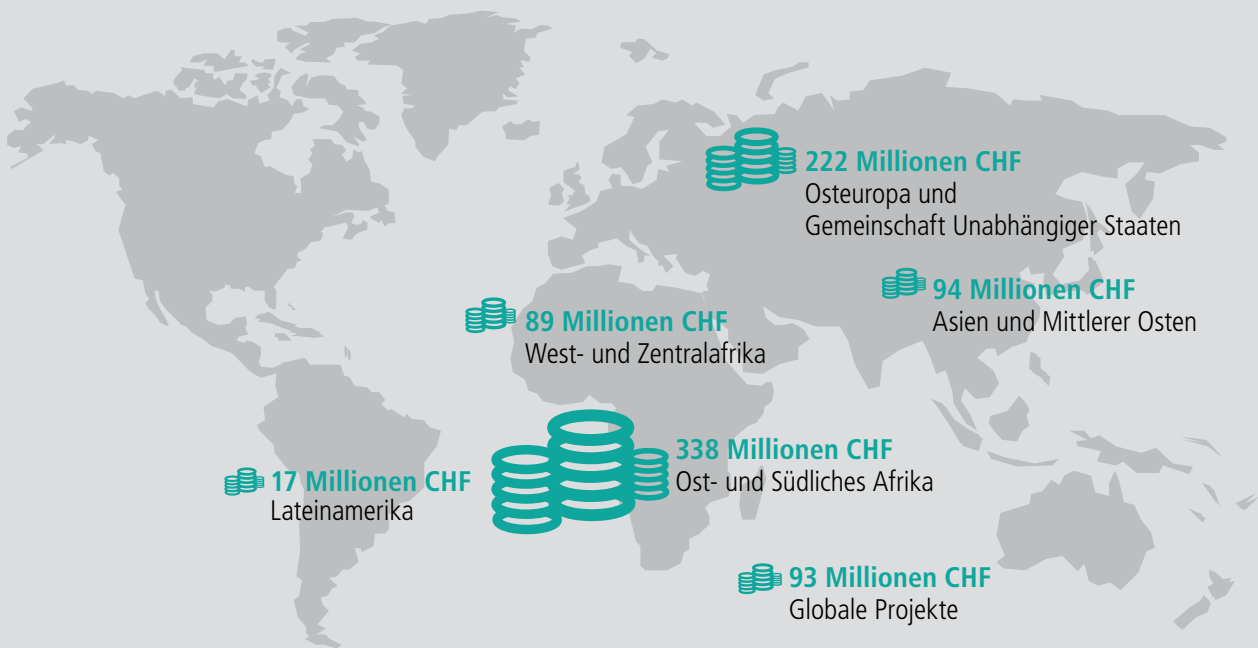 222 Millionen CHF
Osteuropa und
Gemeinschaft Unabhängiger Staaten
94 Millionen CHF
Asien und Mittlerer Osten
89 Millionen CHF
West- und Zentralafrika
338 Millionen CHF
Ost- und Südliches Afrika
17 Millionen CHF
Lateinamerika
93 Millionen CHF
Globale Projekte